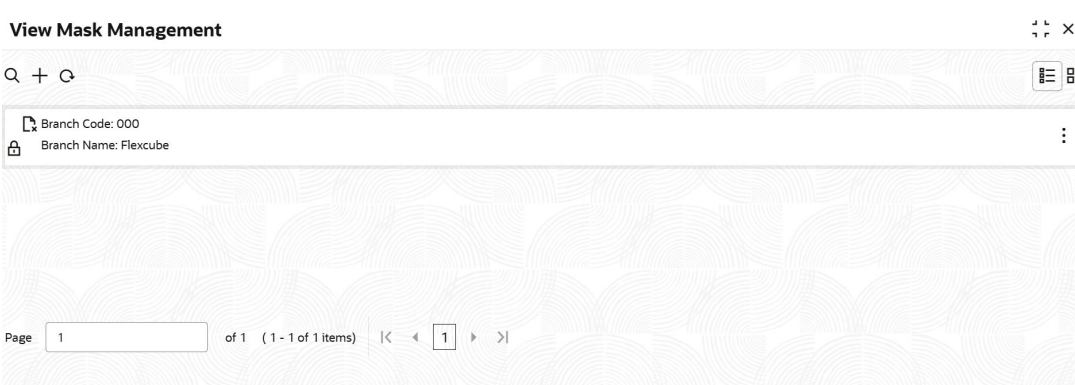 View Mask Management
Branch Code: 000
Branch Name: Flexcube
Page 1 of 1 ( 1 - 1 of 1 items) 1